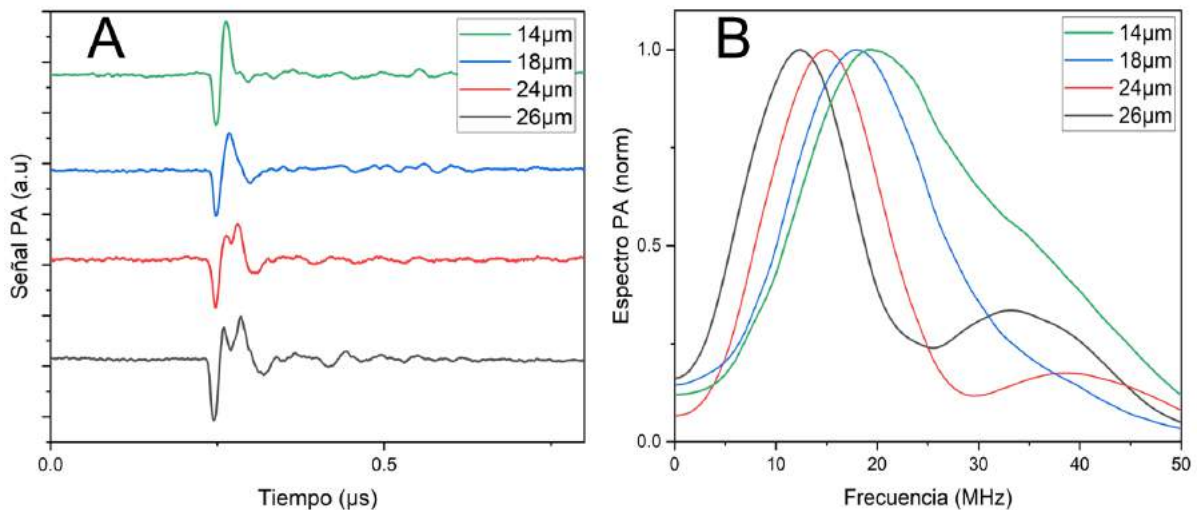 A
14μm
18μm
24μm
26μm
Señal PA (a.u)
0.0
0.5
Tiempo (μs)
B
14μm
18μm
24μm
26μm
Espectro PA (norm)
1.0
0.5
0.0
0
10
20
30
40
50
Frecuencia (MHz)